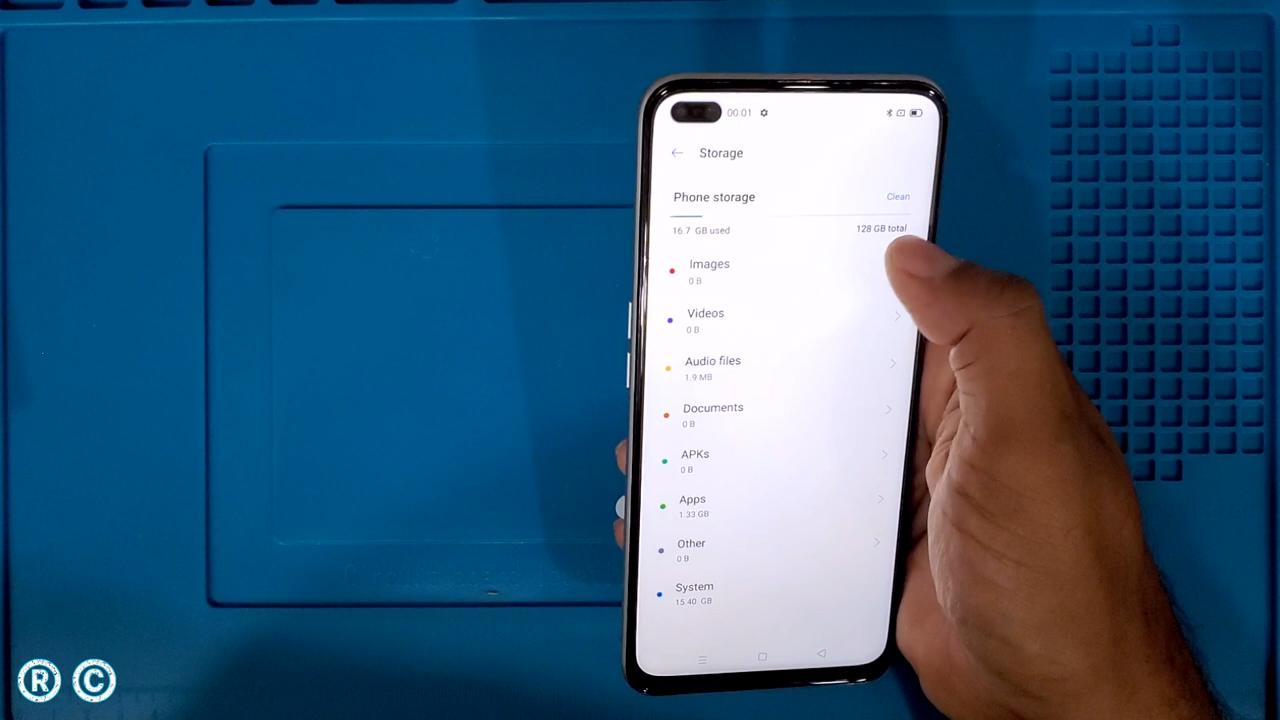 00:01
Storage
Phone storage
Clean
16.7 GB used
128 GB total
Images
0 B
Videos
0 B
Audio files
1.9 MB
Documents
0 B
APKs
0 B
Apps
1.33 GB
Other
0 B
System
15.40 GB
R C